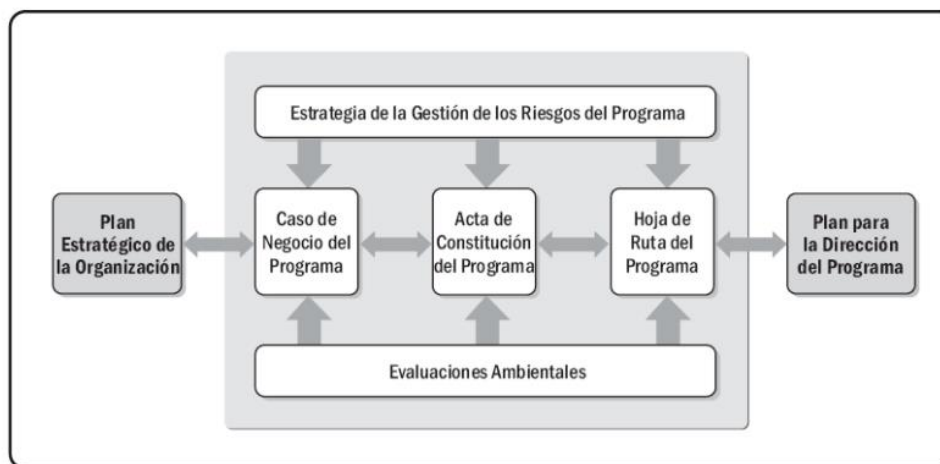 Estrategia de la Gestión de los Riesgos del Programa
Plan
Estratégico de
la Organización
Caso de
Negocio del
Programa
Acta de
Constitución
del Programa
Hoja de
Ruta del
Programa
Plan para
la Dirección
del Programa
Evaluaciones Ambientales